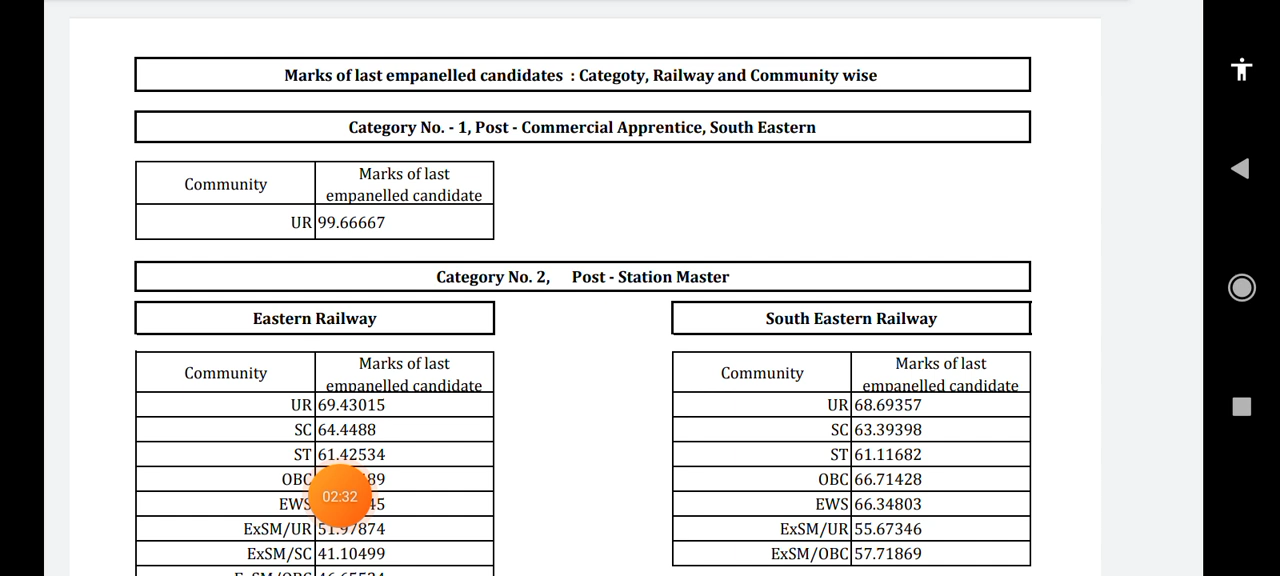 Marks of last empanelled candidates : Categoty, Railway and Community wise
Category No. - 1, Post - Commercial Apprentice, South Eastern
Community Marks of last empanelled candidate
UR 99.66667
Category No. 2, Post - Station Master
Eastern Railway
Community Marks of last empanelled candidate
UR 69.43015
SC 64.4488
ST 61.42534
OBC 89
EWS 45
ExSM/UR 51.97874
ExSM/SC 41.10499
02:32
South Eastern Railway
Community Marks of last empanelled candidate
UR 68.69357
SC 63.39398
ST 61.11682
OBC 66.71428
EWS 66.34803
ExSM/UR 55.67346
ExSM/OBC 57.71869